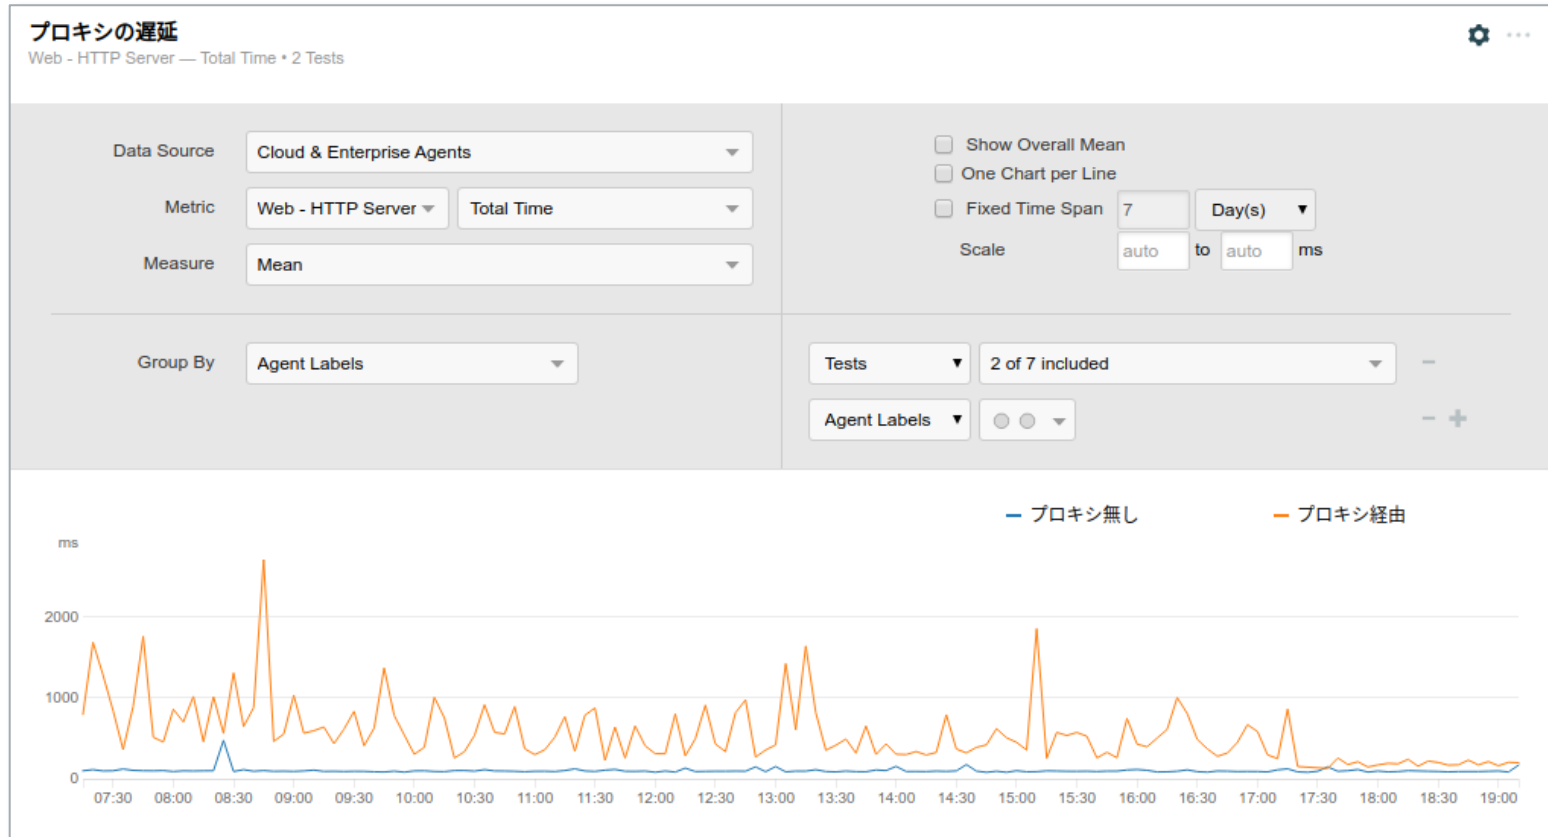 プロキシの遅延
Web - HTTP Server — Total Time • 2 Tests
Data Source Cloud & Enterprise Agents
Metric Web - HTTP Server Total Time
Measure Mean
Show Overall Mean
One Chart per Line
Fixed Time Span 7 Day(s)
Scale auto to auto ms
Group By Agent Labels
Tests 2 of 7 included
Agent Labels
プロキシ無し プロキシ経由
ms
2000
1000
0
07:30 08:00 08:30 09:00 09:30 10:00 10:30 11:00 11:30 12:00 12:30 13:00 13:30 14:00 14:30 15:00 15:30 16:00 16:30 17:00 17:30 18:00 18:30 19:00